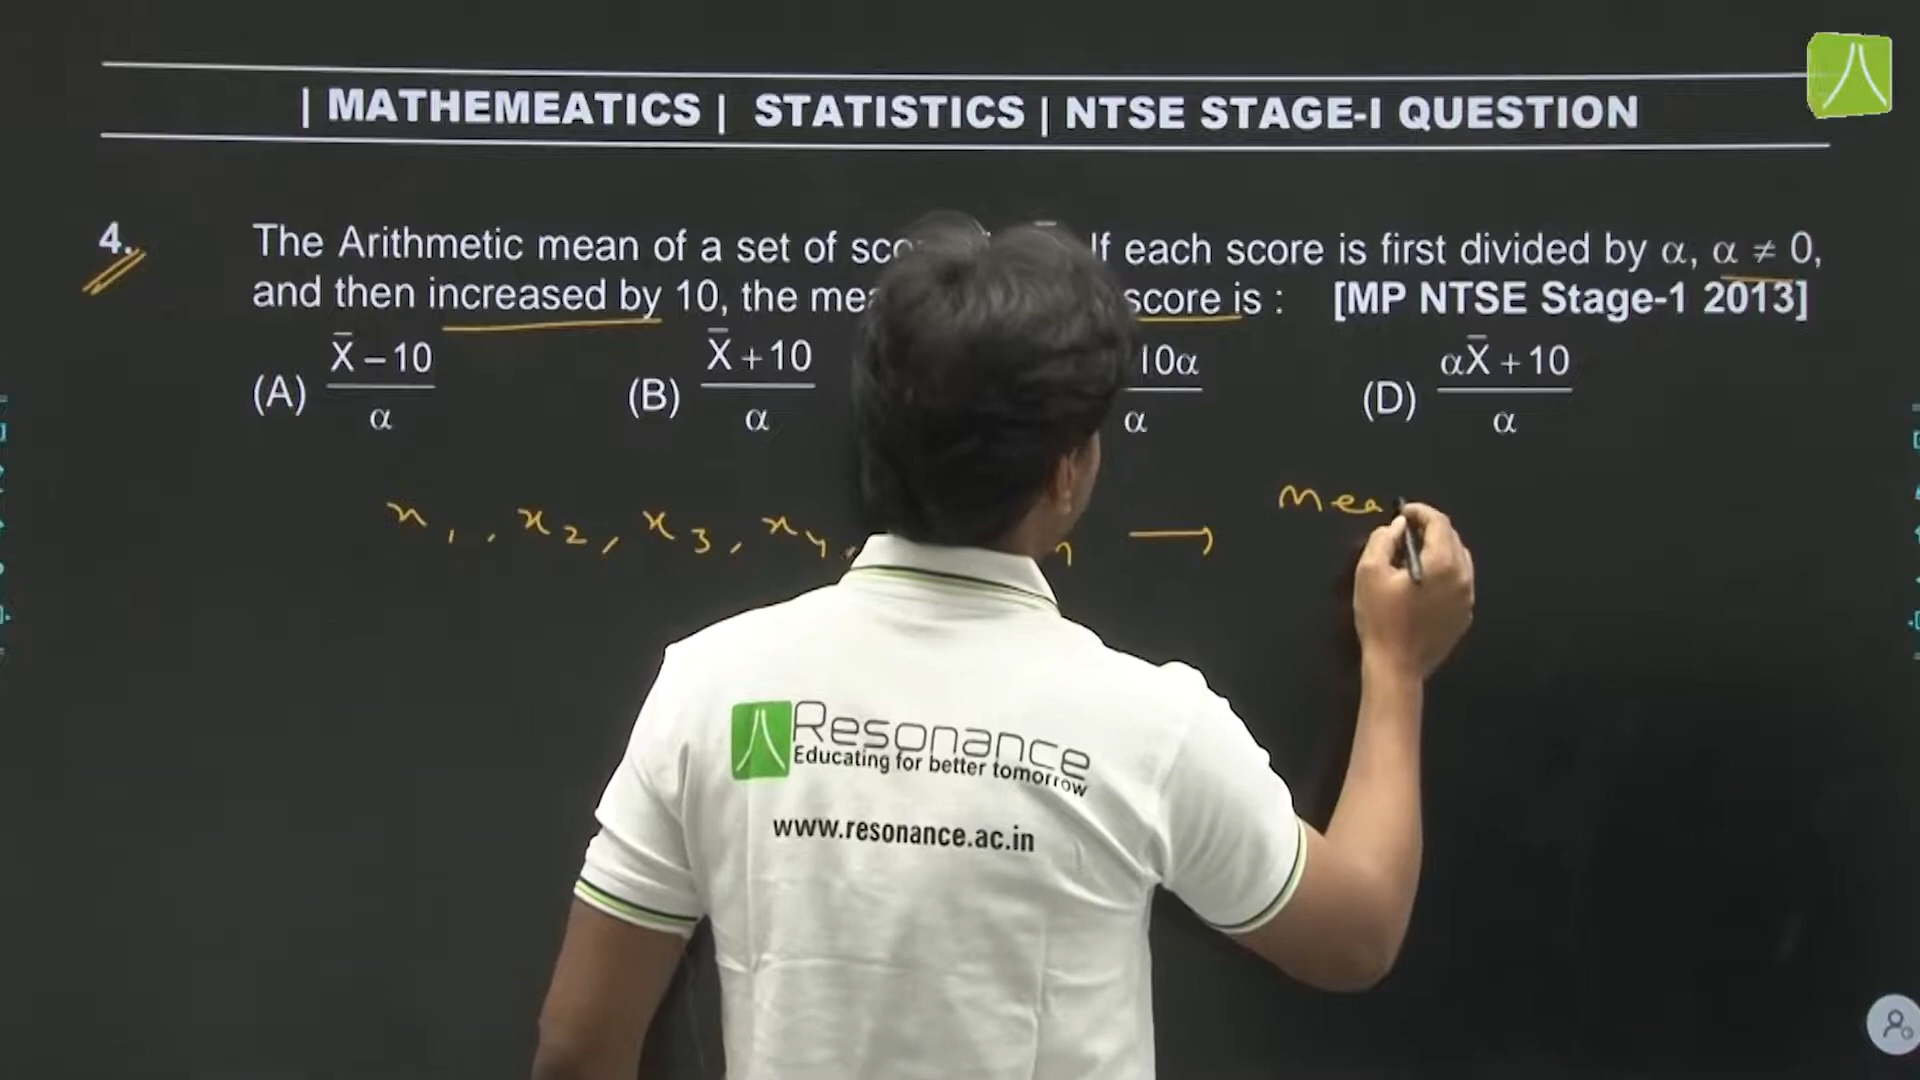 | MATHEMEATICS | STATISTICS | NTSE STAGE-I QUESTION
4. The Arithmetic mean of a set of If each score is first divided by α, α ≠ 0,
and then increased by 10, the score is : [MP NTSE Stage-1 2013]
(A) X̄ – 10 / α (B) X̄ + 10 / α 10α / α (D) αX̄ + 10 / α
x₁, x₂, x₃, x₄, n → Mea
Resonance
Educating for better tomorrow
www.resonance.ac.in